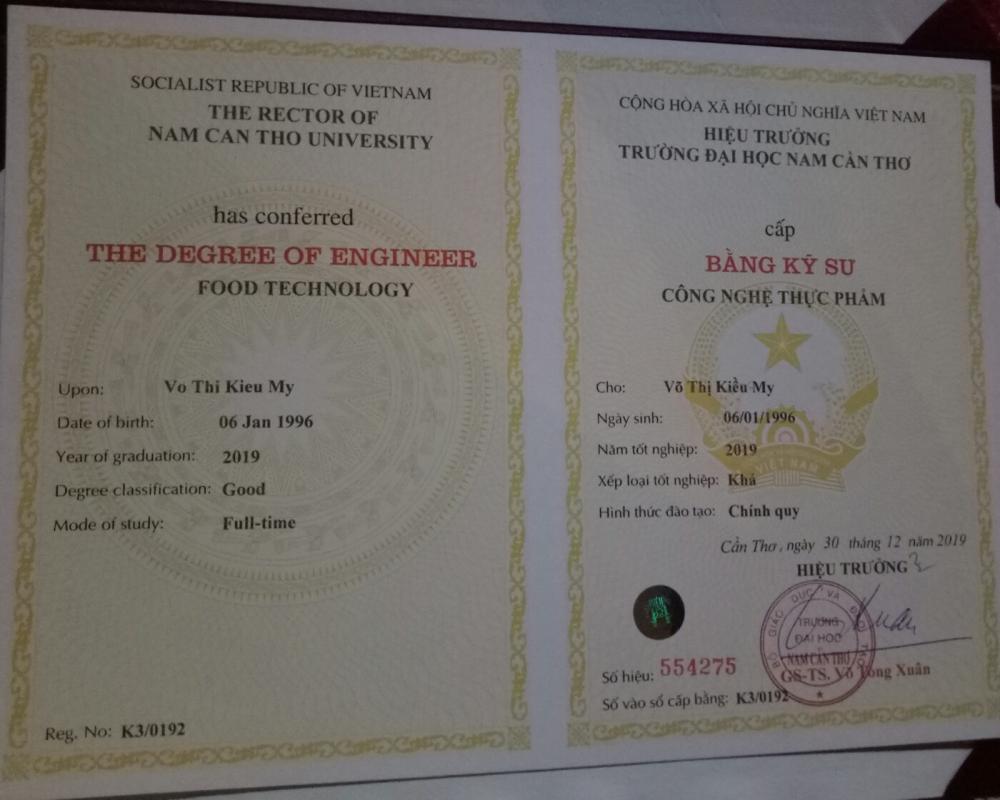 SOCIALIST REPUBLIC OF VIETNAM
THE RECTOR OF
NAM CAN THO UNIVERSITY
has conferred
THE DEGREE OF ENGINEER
FOOD TECHNOLOGY
Upon: Vo Thi Kieu My
Date of birth: 06 Jan 1996
Year of graduation: 2019
Degree classification: Good
Mode of study: Full-time
Reg. No: K3/0192
CỘNG HÒA XÃ HỘI CHỦ NGHĨA VIỆT NAM
HIỆU TRƯỞNG
TRƯỜNG ĐẠI HỌC NAM CẦN THƠ
cấp
BẰNG KỸ SƯ
CÔNG NGHỆ THỰC PHẨM
Cho: Võ Thị Kiều My
Ngày sinh: 06/01/1996
Năm tốt nghiệp: 2019
Xếp loại tốt nghiệp: Khá
Hình thức đào tạo: Chính quy
VIỆT NAM
Cần Thơ, ngày 30 tháng 12 năm 2019
HIỆU TRƯỞNG
BỘ GIÁO DỤC VÀ ĐÀO TẠO
TRƯỜNG
ĐẠI HỌC
NAM CẦN THƠ
GS-TS. Võ Tòng Xuân
Số hiệu: 554275
Số vào sổ cấp bằng: K3/0192